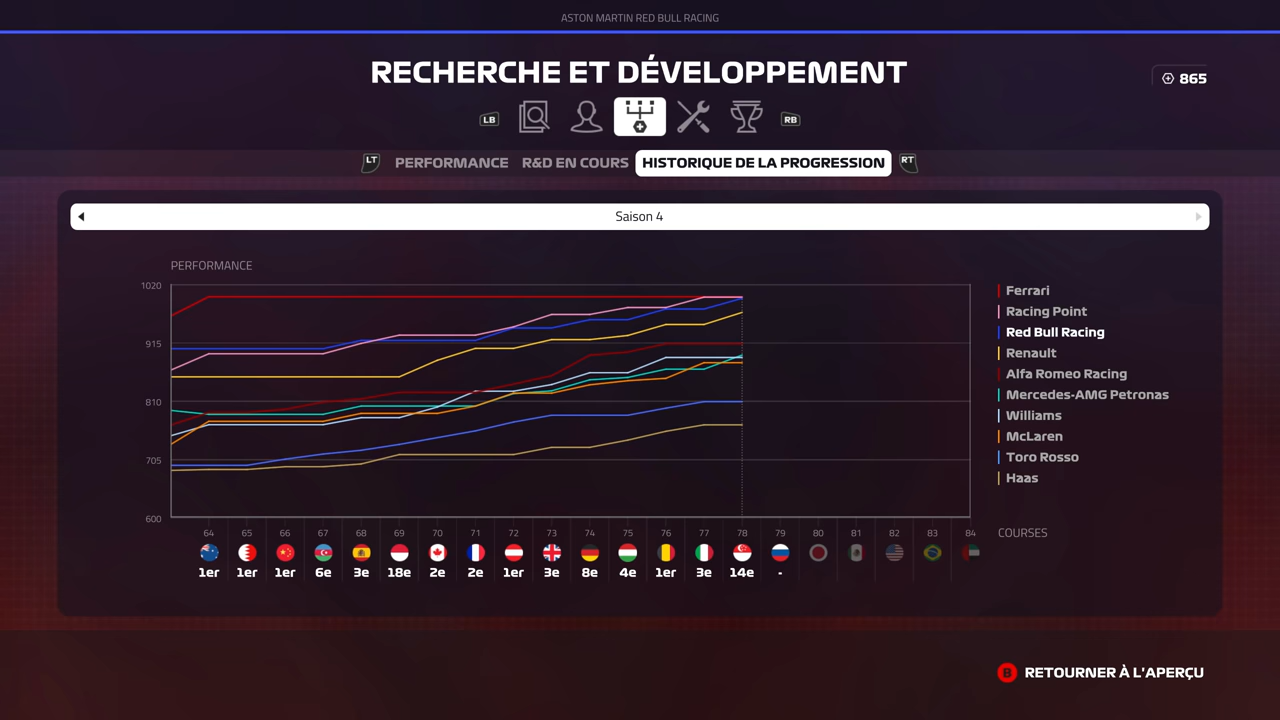 ASTON MARTIN RED BULL RACING
RECHERCHE ET DÉVELOPPEMENT
865
LB
RB
LT
PERFORMANCE
R&D EN COURS
HISTORIQUE DE LA PROGRESSION
RT
Saison 4
PERFORMANCE
1020
915
810
705
600
Ferrari
Racing Point
Red Bull Racing
Renault
Alfa Romeo Racing
Mercedes-AMG Petronas
Williams
McLaren
Toro Rosso
Haas
64 65 66 67 68 69 70 71 72 73 74 75 76 77 78 79 80 81 82 83 84
COURSES
1er 1er 1er 6e 3e 18e 2e 2e 1er 3e 8e 4e 1er 3e 14e -
B RETOURNER À L'APERÇU